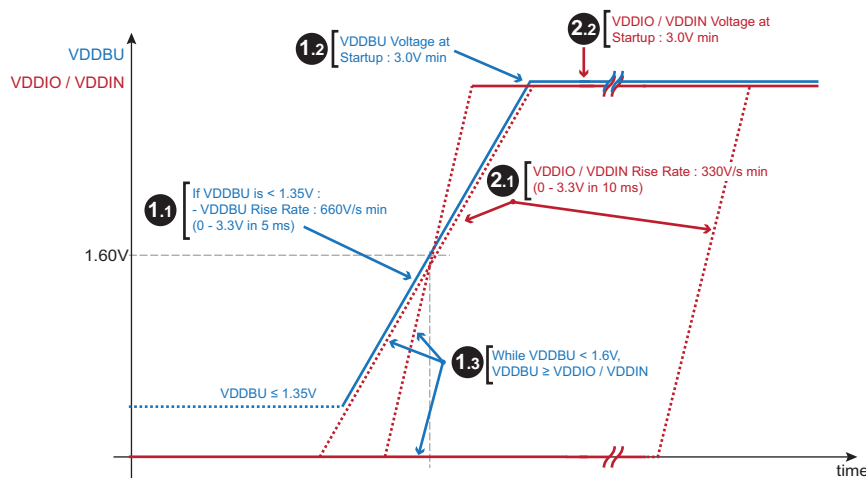 1.2
VDDBU Voltage at
Startup : 3.0V min
2.2
VDDIO / VDDIN Voltage at
Startup : 3.0V min
VDDBU
VDDIO / VDDIN
1.1
If VDDBU is < 1.35V :
- VDDBU Rise Rate : 660V/s min
(0 - 3.3V in 5 ms)
2.1
VDDIO / VDDIN Rise Rate : 330V/s min
(0 - 3.3V in 10 ms)
1.60V
1.3
While VDDBU < 1.6V,
VDDBU ≥ VDDIO / VDDIN
VDDBU ≤ 1.35V
time